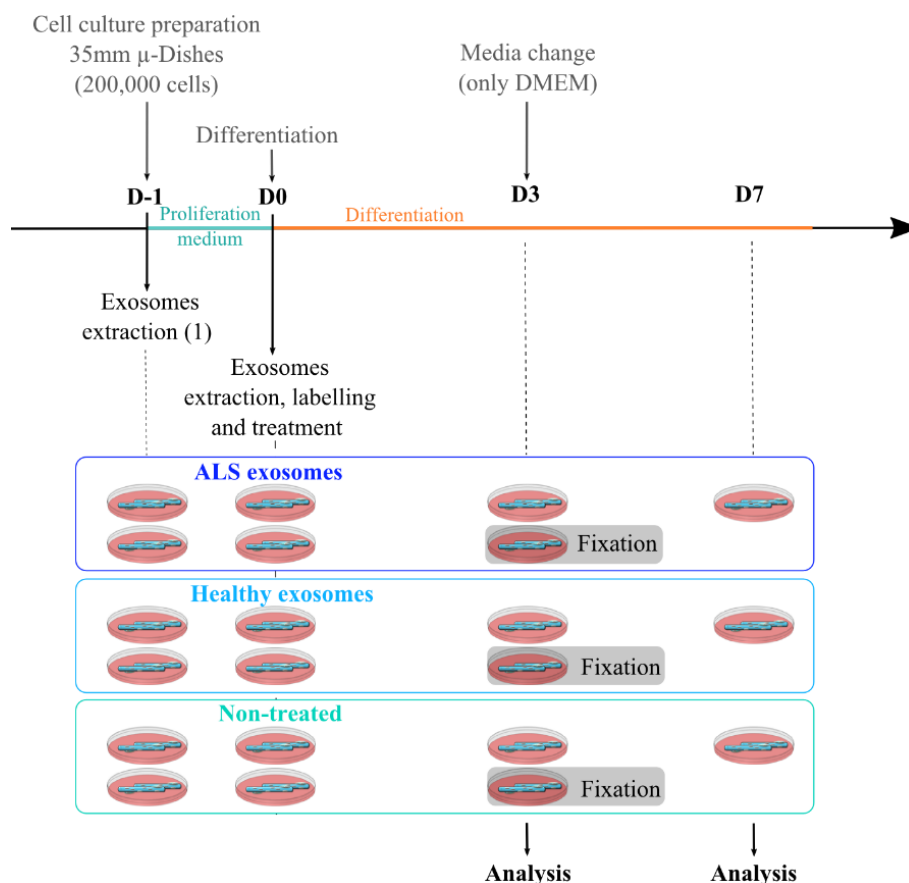 Cell culture preparation
35mm µ-Dishes
(200,000 cells)
Media change
(only DMEM)
Differentiation
D-1
D0
D3
D7
Proliferation
medium
Differentiation
Exosomes
extraction (1)
Exosomes
extraction, labelling
and treatment
ALS exosomes
Fixation
Healthy exosomes
Fixation
Non-treated
Fixation
Analysis
Analysis